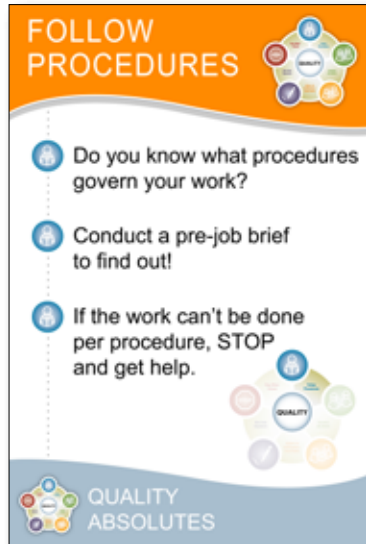 FOLLOW
PROCEDURES
QUALITY
Do you know what procedures
govern your work?
Conduct a pre-job brief
to find out!
If the work can't be done
per procedure, STOP
and get help.
QUALITY
QUALITY
ABSOLUTES